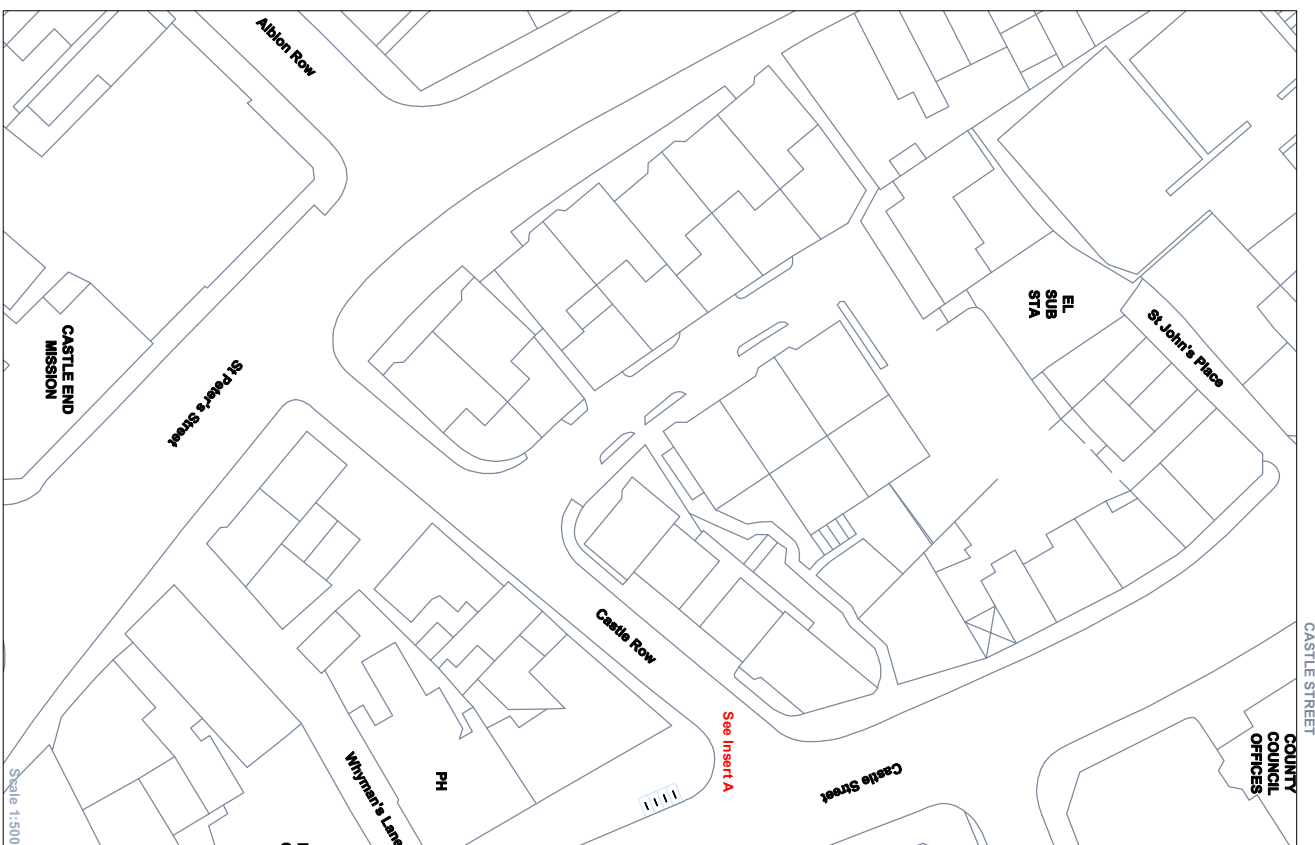 Albion Row
EL
SUB
STA
St John's Place
CASTLE END
MISSION
St Peter's Street
Castle Row
CASTLE STREET
See Insert A
COUNTY
COUNCIL
OFFICES
Castle Street
PH
Whyman's Lane
Scale 1:500